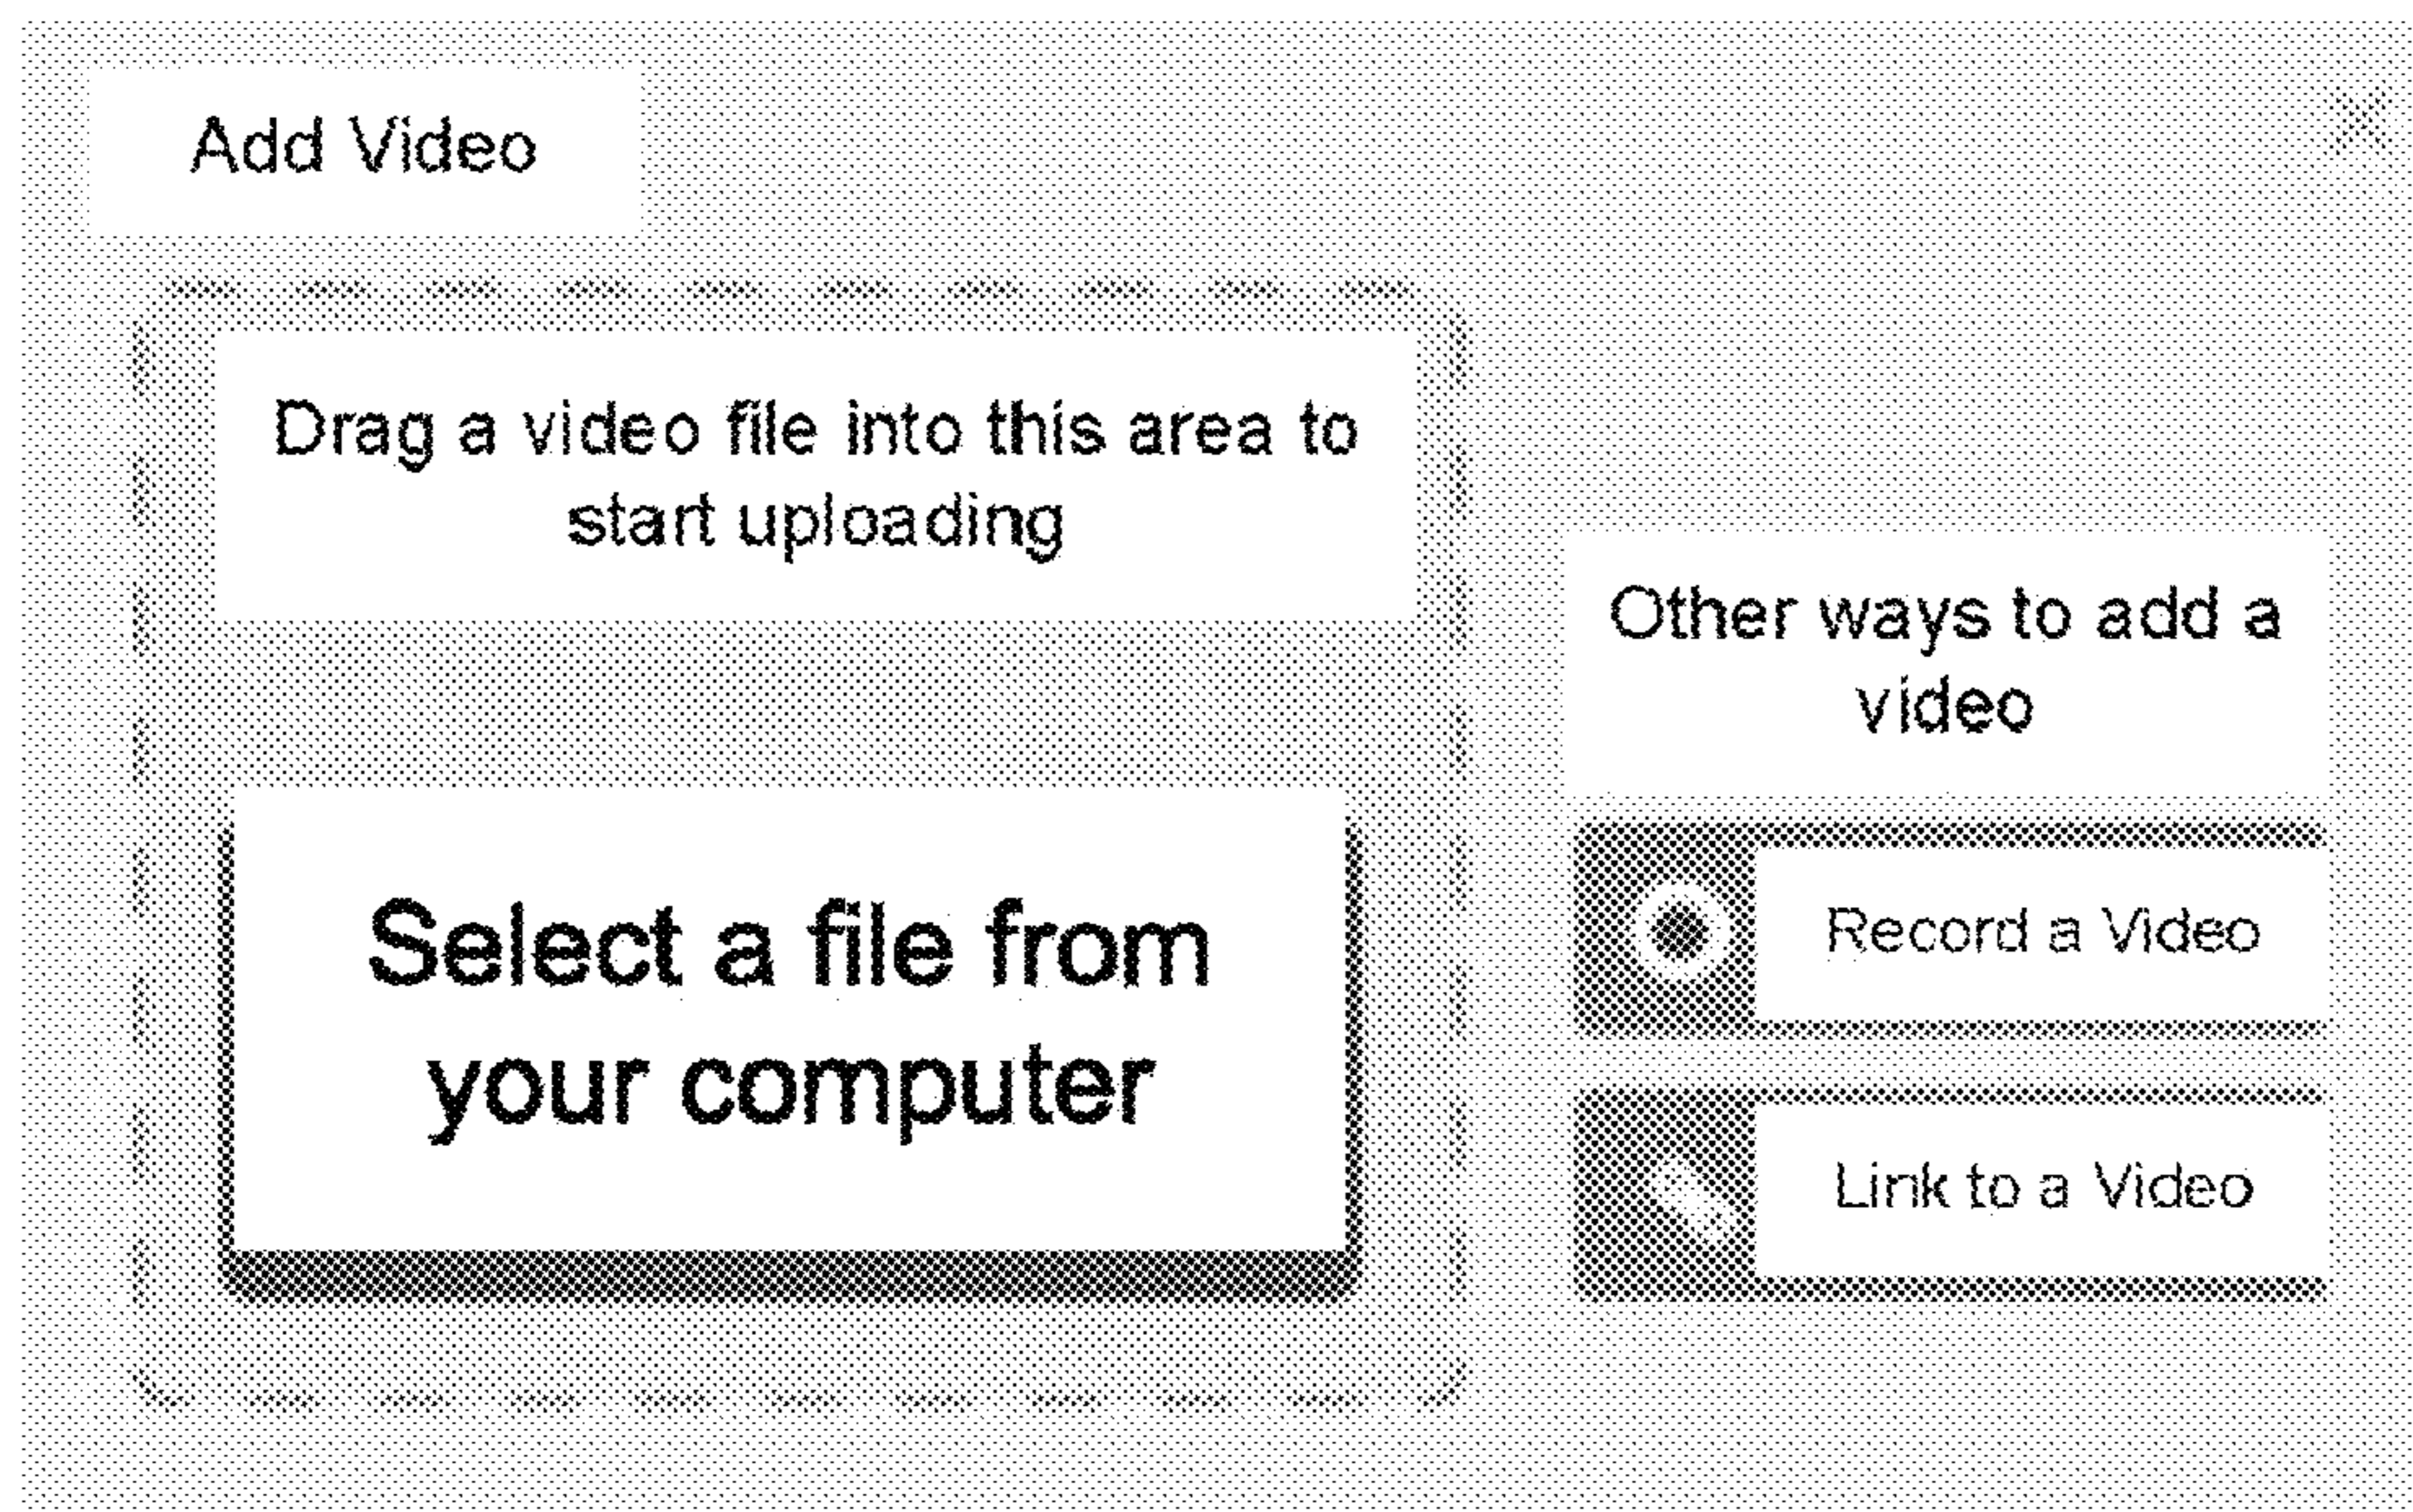 Add Video
Drag a video file into this area to
start uploading
Select a file from
your computer
Other ways to add a
video
Record a Video
Link to a Video